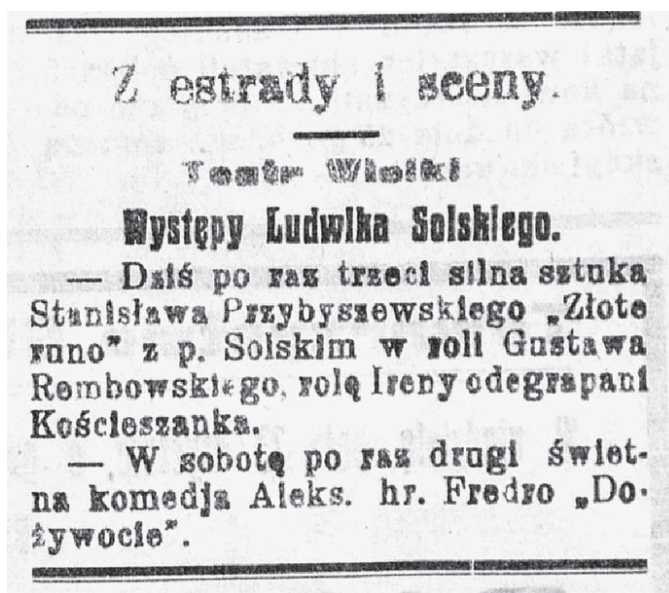 Z estrady i sceny
Teatr Wielki
Występy Ludwika Solskiego.
— Dziś po raz trzeci silna sztuka
Stanisława Przybyszewskiego „Złote
runo" z p. Solskim w roli Gustawa
Rembowskiego, rolę Ireny odegra pani
Kościeszanka.
— W sobotę po raz drugi świet-
na komedja Aleks. hr. Fredro „Do-
żywocie".